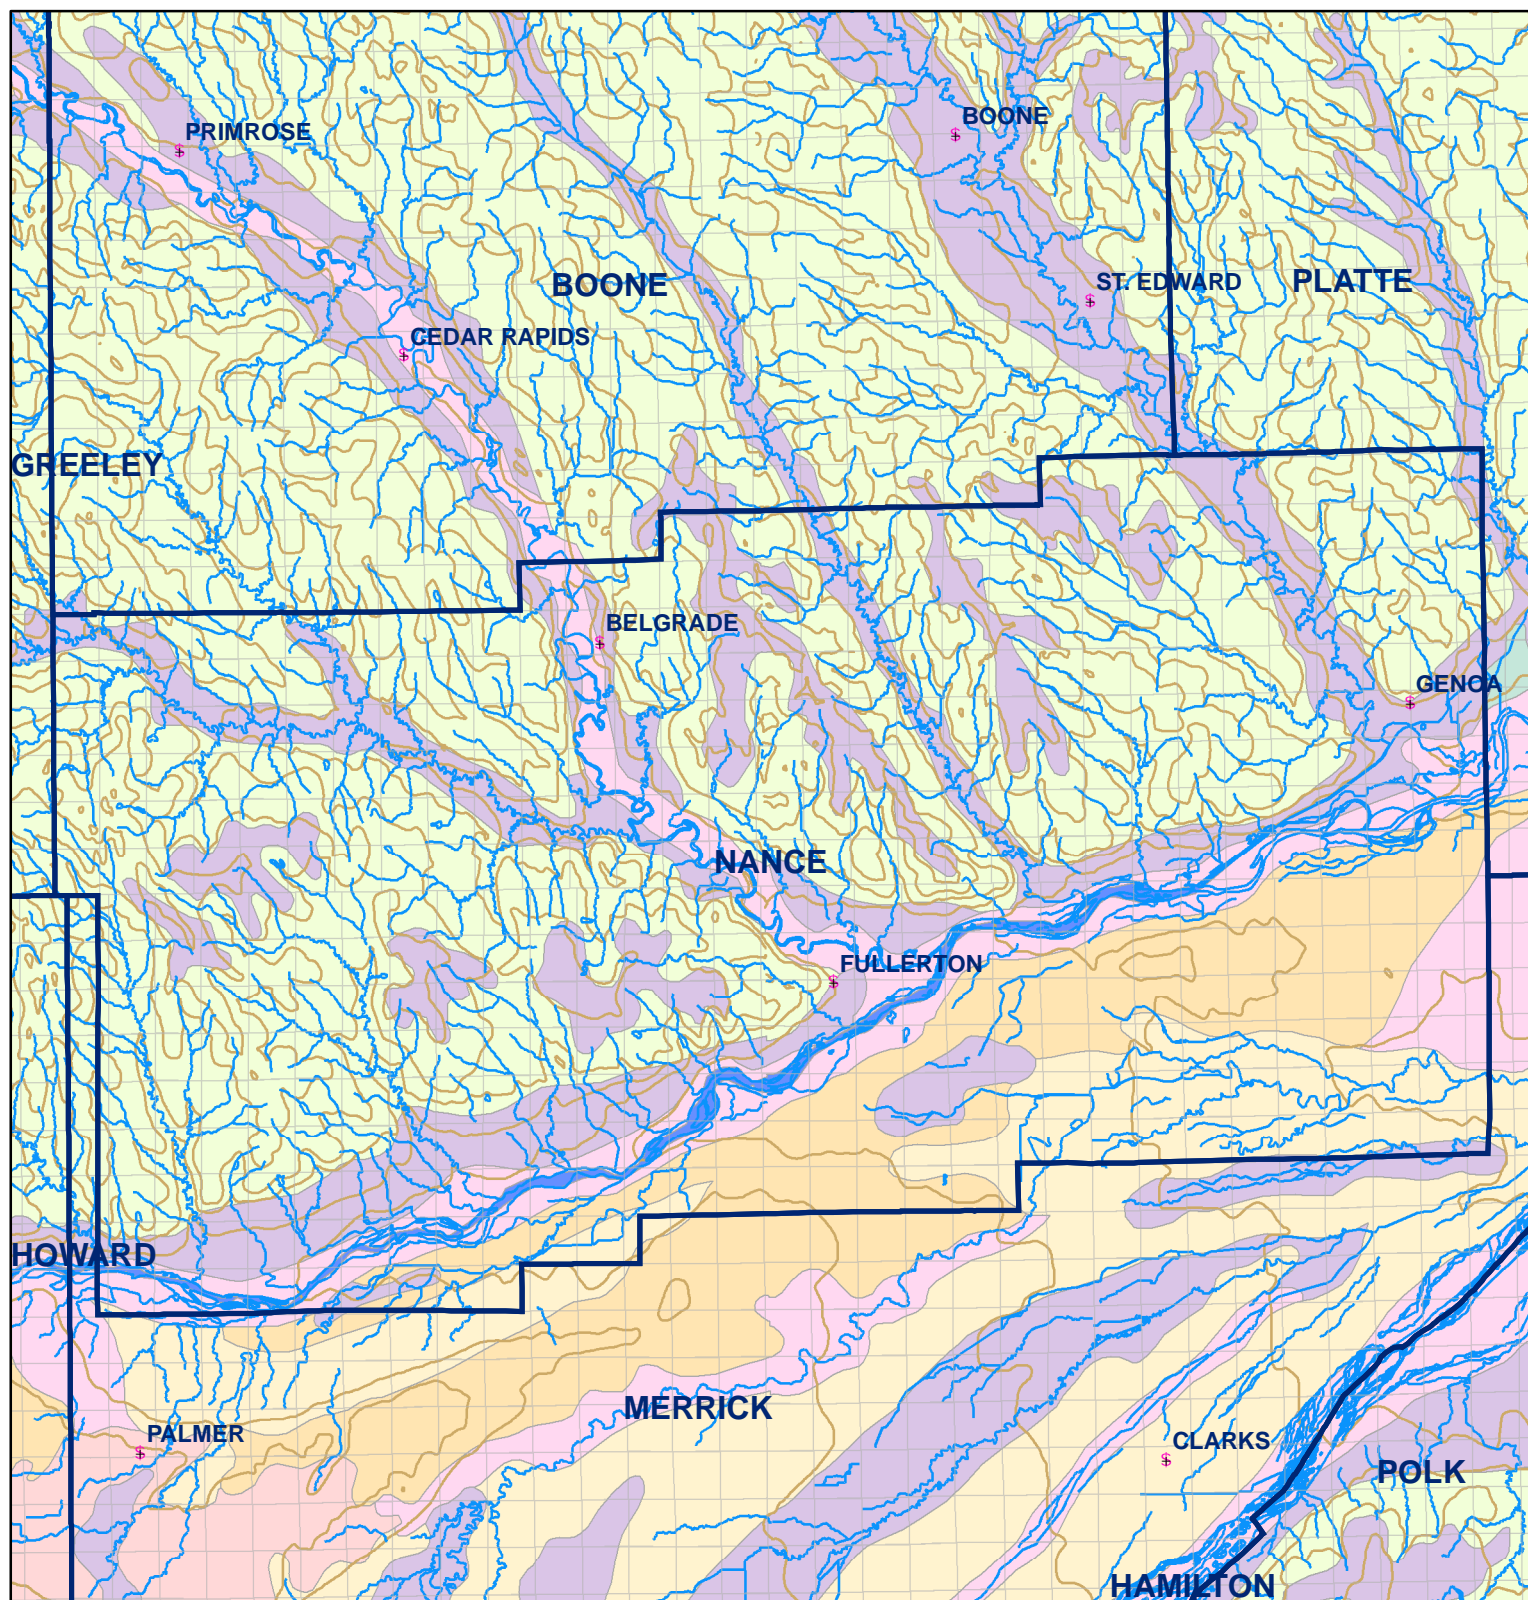 BOONE
PRIMROSE
ST. EDWARD
PLATTE
BOONE
CEDAR RAPIDS
GREELEY
BELGRADE
GENOA
NANCE
FULLERTON
HOWARD
MERRICK
PALMER
CLARKS
POLK
HAMILTON